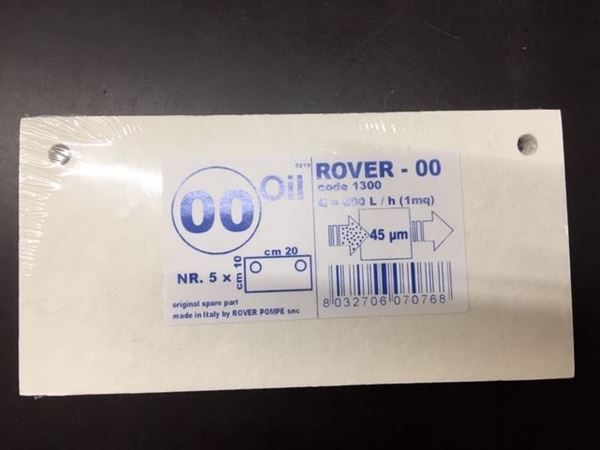 00 Oil
0219
ROVER - 00
code 1300
L / h (1mq)
45 µm
cm 20
cm 10
NR. 5 x
8 032706 070768
original spare part
made in Italy by ROVER POMPE snc